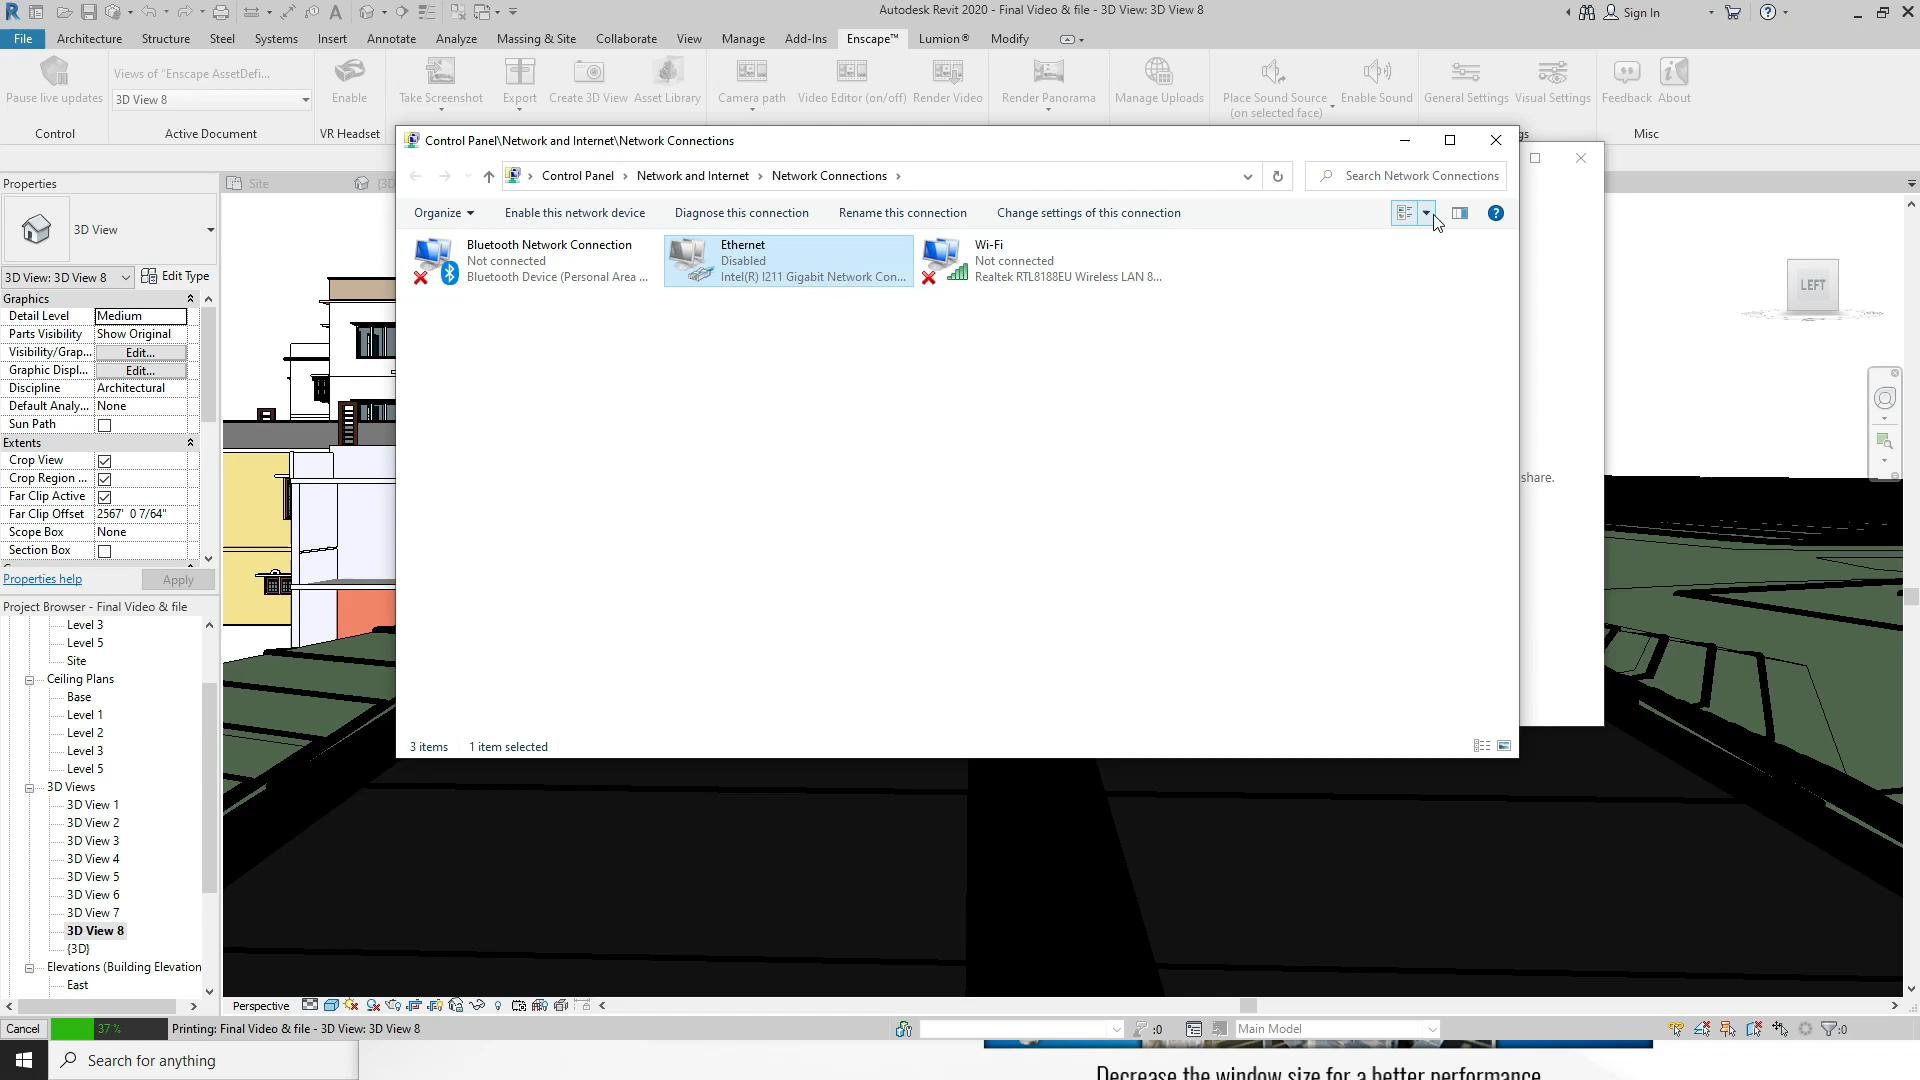 Autodesk Revit 2020 - Final Video & file - 3D View: 3D View 8
Sign In
File Architecture Structure Steel Systems Insert Annotate Analyze Massing & Site Collaborate View Manage Add-Ins Enscape™ Lumion® Modify
Pause live updates
Views of "Enscape AssetDefi...
3D View 8
Enable
Take Screenshot
Export
Create 3D View
Asset Library
Camera path
Video Editor (on/off)
Render Video
Render Panorama
Manage Uploads
Place Sound Source
(on selected face)
Enable Sound
General Settings
Visual Settings
Feedback
About
Control
Active Document
VR Headset
gs
Misc
Control Panel\Network and Internet\Network Connections
Control Panel › Network and Internet › Network Connections ›
Search Network Connections
Organize
Enable this network device
Diagnose this connection
Rename this connection
Change settings of this connection
Bluetooth Network Connection
Not connected
Bluetooth Device (Personal Area ...
Ethernet
Disabled
Intel(R) I211 Gigabit Network Con...
Wi-Fi
Not connected
Realtek RTL8188EU Wireless LAN 8...
3 items
1 item selected
share.
LEFT
Site
{3D
Properties
3D View
3D View: 3D View 8
Edit Type
Graphics
Detail Level Medium
Parts Visibility Show Original
Visibility/Grap... Edit...
Graphic Displ... Edit...
Discipline Architectural
Default Analy... None
Sun Path
Extents
Crop View
Crop Region ...
Far Clip Active
Far Clip Offset 2567' 0 7/64"
Scope Box None
Section Box
Properties help
Apply
Project Browser - Final Video & file
Level 3
Level 5
Site
Ceiling Plans
Base
Level 1
Level 2
Level 3
Level 5
3D Views
3D View 1
3D View 2
3D View 3
3D View 4
3D View 5
3D View 6
3D View 7
3D View 8
{3D}
Elevations (Building Elevation
East
Perspective
Cancel
37 %
Printing: Final Video & file - 3D View: 3D View 8
:0
Main Model
:0
Search for anything
Decrease the window size for a better performance